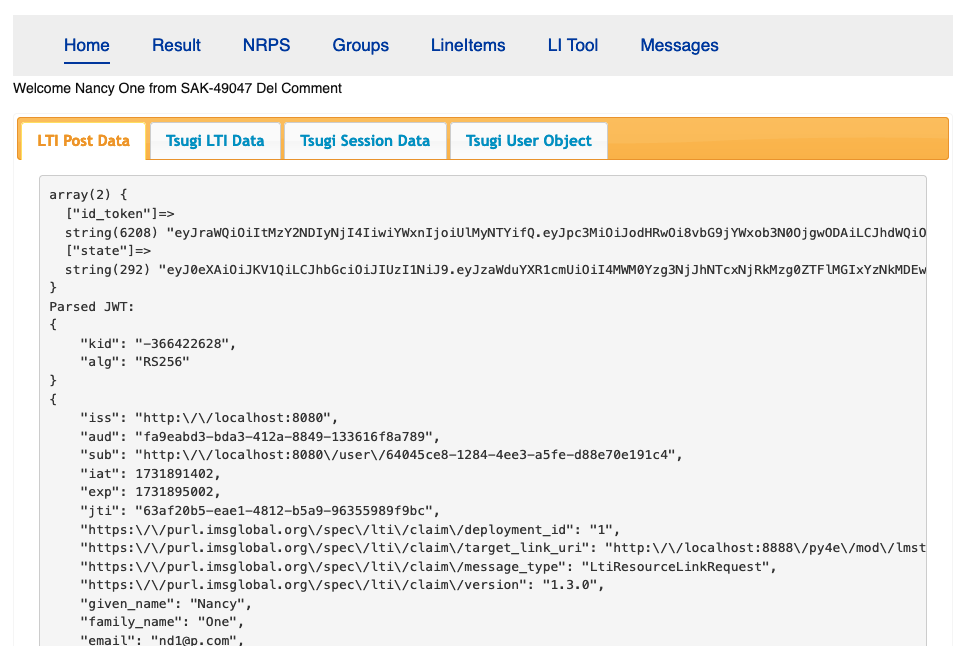 Home Result NRPS Groups LineItems LI Tool Messages
Welcome Nancy One from SAK-49047 Del Comment
LTI Post Data Tsugi LTI Data Tsugi Session Data Tsugi User Object
array(2) {
  ["id_token"]=>
  string(6208) "eyJraWQiOiItMzY2NDIyNjI4IiwiYWxnIjoiUlMyNTYifQ.eyJpc3MiOiJodHRwOi8vbG9jYWxob3N0OjgwODAiLCJhdWQiO
  ["state"]=>
  string(292) "eyJ0eXAiOiJKV1QiLCJhbGciOiJIUzI1NiJ9.eyJzaWduYXR1cmUiOiI4MWM0Yzg3NjJhNTcxNjRkMzg0ZTFlMGIxYzNkMDEw
}
Parsed JWT:
{
    "kid": "-366422628",
    "alg": "RS256"
}
{
    "iss": "http:\/\/localhost:8080",
    "aud": "fa9eabd3-bda3-412a-8849-133616f8a789",
    "sub": "http:\/\/localhost:8080\/user\/64045ce8-1284-4ee3-a5fe-d88e70e191c4",
    "iat": 1731891402,
    "exp": 1731895002,
    "jti": "63af20b5-eae1-4812-b5a9-96355989f9bc",
    "https:\/\/purl.imsglobal.org\/spec\/lti\/claim\/deployment_id": "1",
    "https:\/\/purl.imsglobal.org\/spec\/lti\/claim\/target_link_uri": "http:\/\/localhost:8888\/py4e\/mod\/lmst
    "https:\/\/purl.imsglobal.org\/spec\/lti\/claim\/message_type": "LtiResourceLinkRequest",
    "https:\/\/purl.imsglobal.org\/spec\/lti\/claim\/version": "1.3.0",
    "given_name": "Nancy",
    "family_name": "One",
    "email": "nd1@p.com",